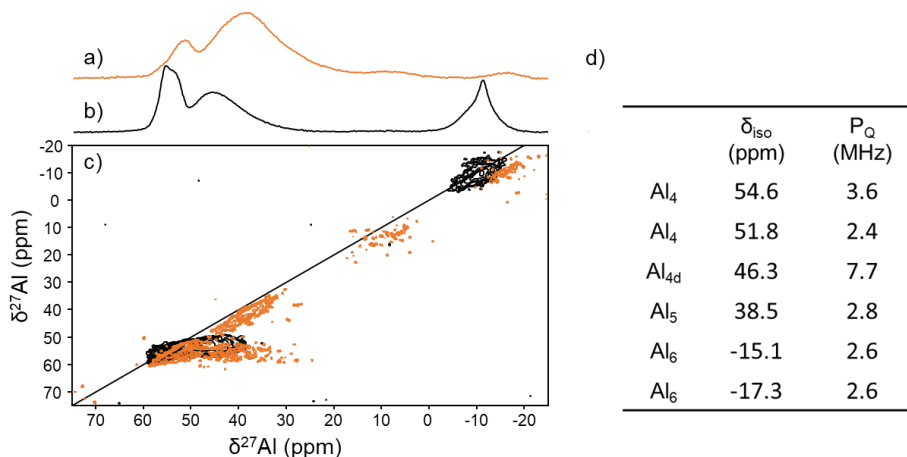 a)
b)
c)
-20
-10
0
10
20
30
40
50
60
70
δ²⁷Al (ppm)
70 60 50 40 30 20 10 0 -10 -20
δ²⁷Al (ppm)
d)
δiso PQ
(ppm) (MHz)
Al₄ 54.6 3.6
Al₄ 51.8 2.4
Al4d 46.3 7.7
Al₅ 38.5 2.8
Al₆ -15.1 2.6
Al₆ -17.3 2.6